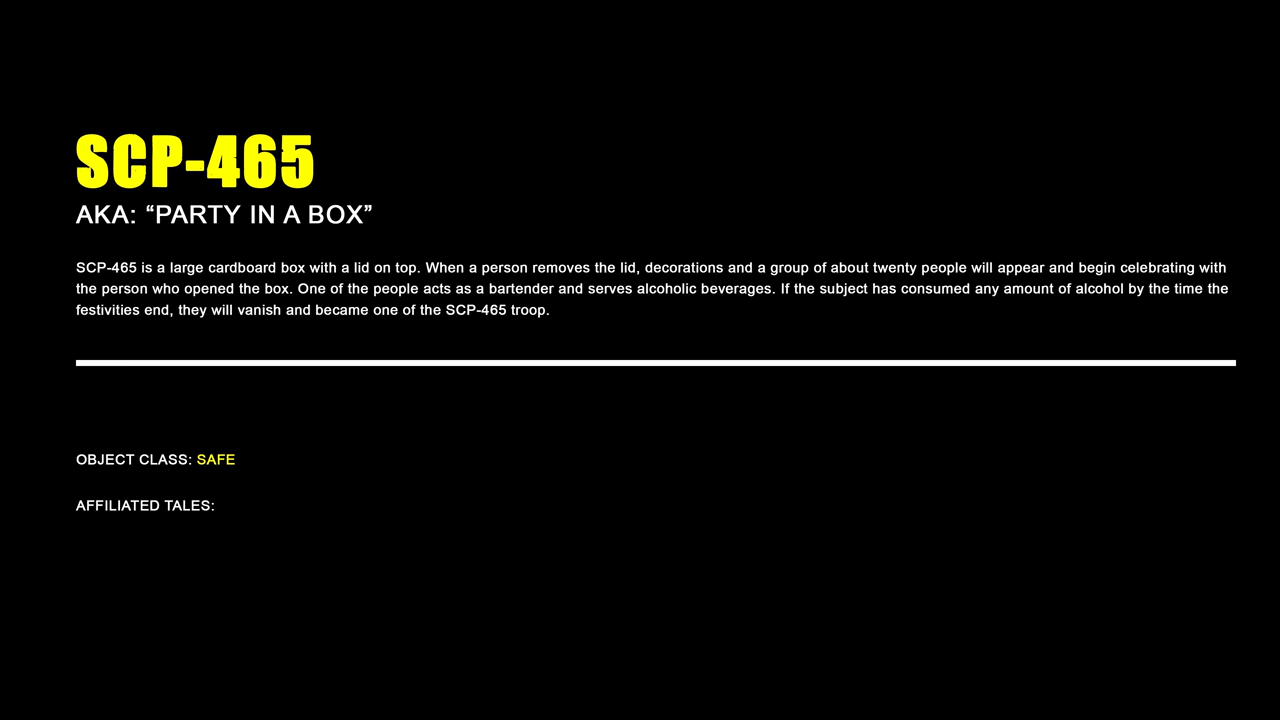 SCP-465
AKA: “PARTY IN A BOX”
SCP-465 is a large cardboard box with a lid on top. When a person removes the lid, decorations and a group of about twenty people will appear and begin celebrating with
the person who opened the box. One of the people acts as a bartender and serves alcoholic beverages. If the subject has consumed any amount of alcohol by the time the
festivities end, they will vanish and became one of the SCP-465 troop.
OBJECT CLASS: SAFE
AFFILIATED TALES: